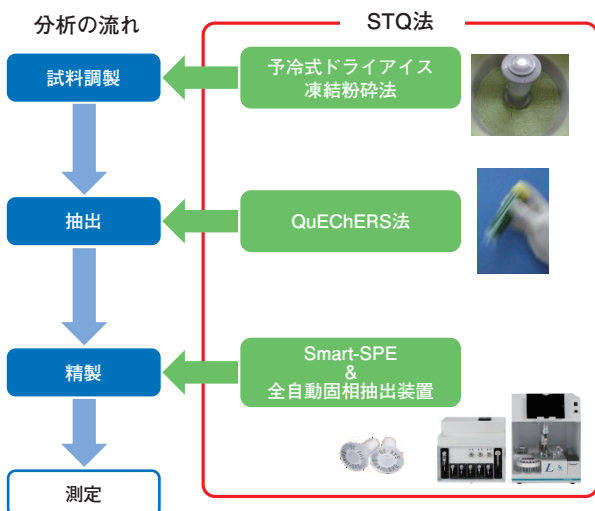 分析の流れ
STQ法
試料調製
予冷式ドライアイス
凍結粉砕法
抽出
QuEChERS法
精製
Smart-SPE
&
全自動固相抽出装置
測定